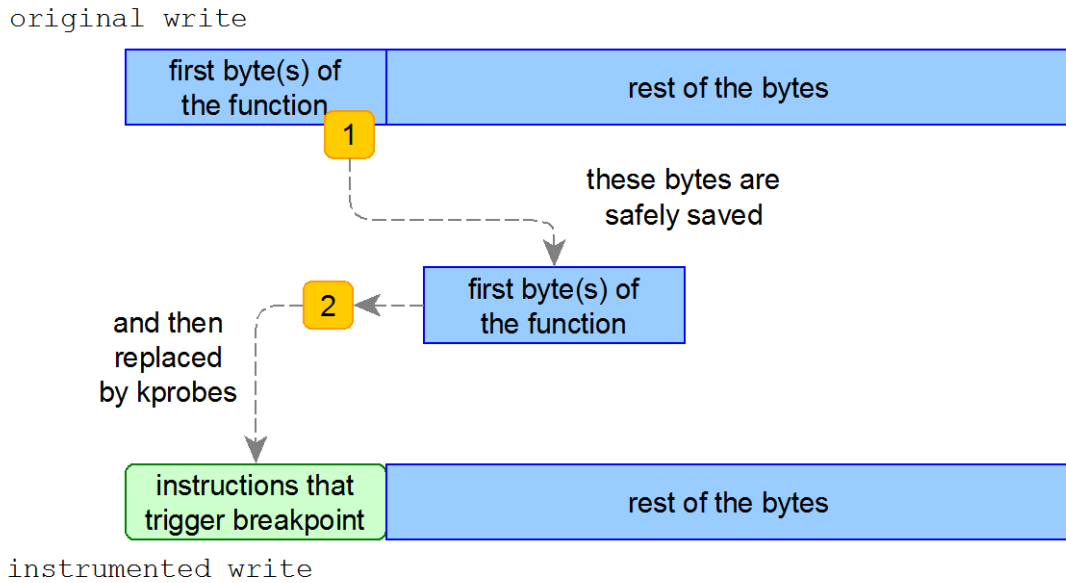 original write
first byte(s) of
the function
rest of the bytes
1
these bytes are
safely saved
first byte(s) of
the function
2
and then
replaced
by kprobes
instructions that
trigger breakpoint
rest of the bytes
instrumented write